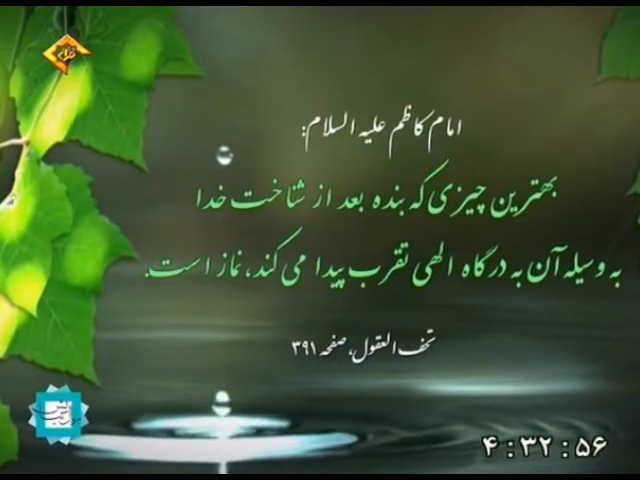 امام کاظم علیه السلام:
بهترین چیزی که بنده بعد از شناخت خدا
به وسیله آن به درگاه الهی تقرب پیدا می کند، نماز است.
تحف العقول، صفحه ۳۹۱
۴:۳۲:۵۶